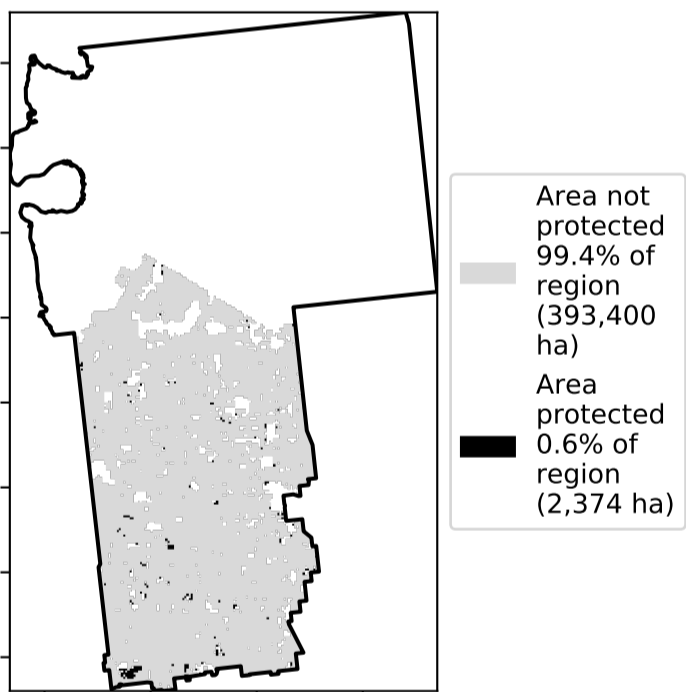 Area not
protected
99.4% of
region
(393,400
ha)
Area
protected
0.6% of
region
(2,374 ha)